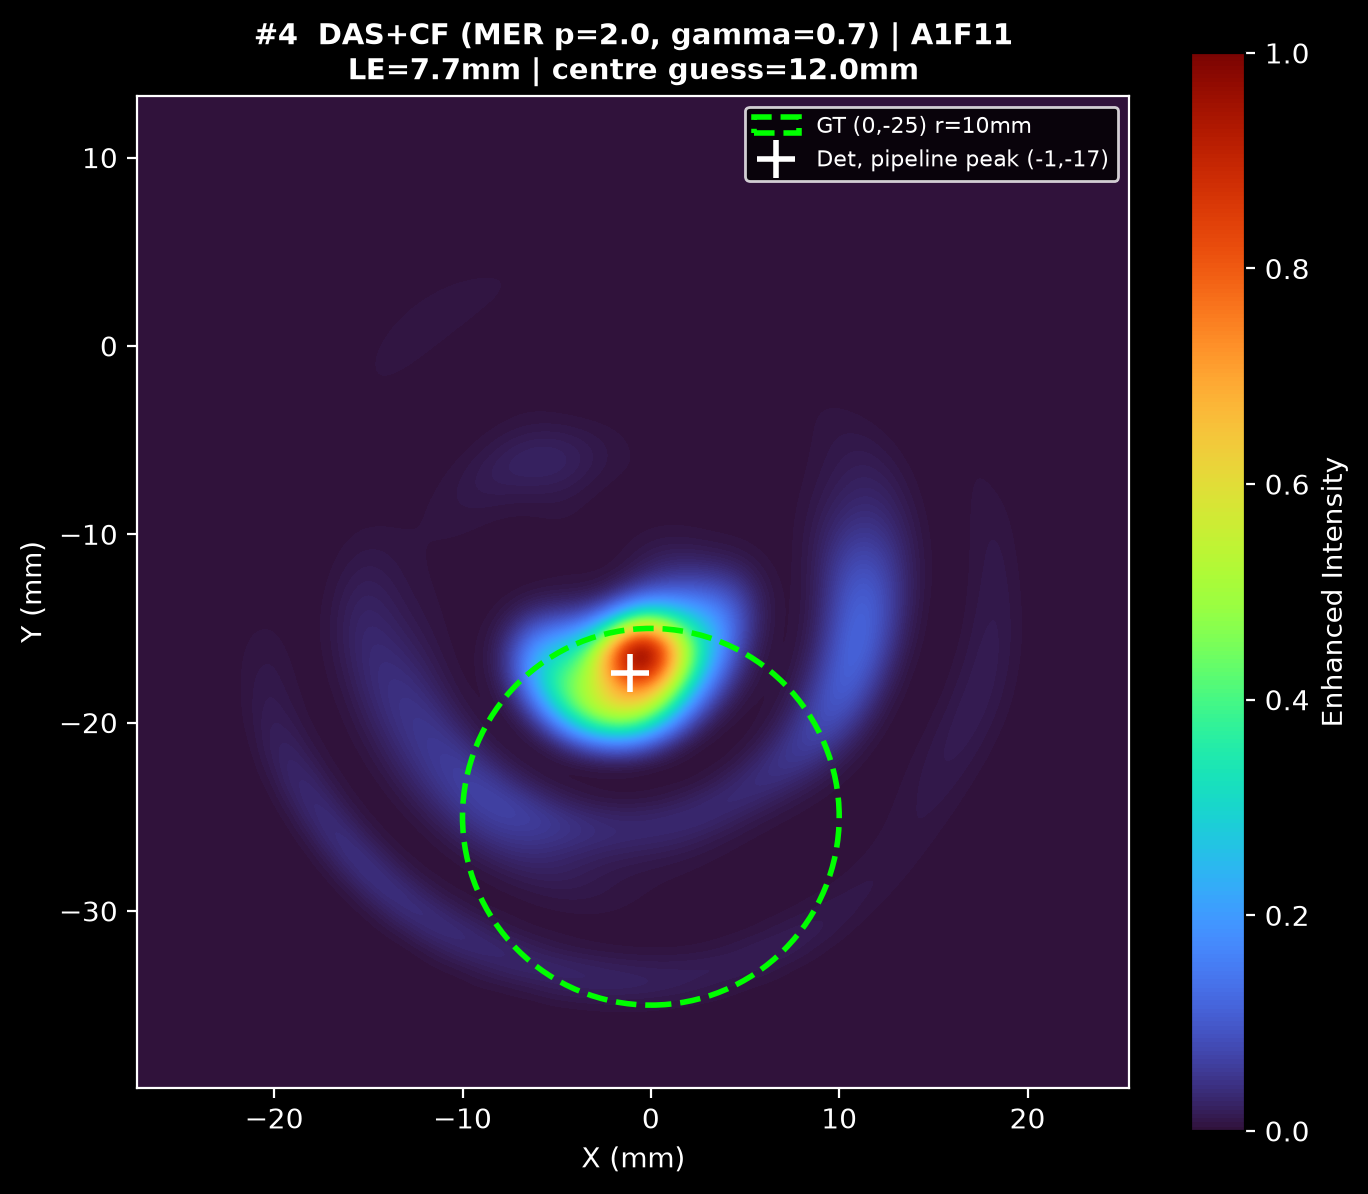 #4 DAS+CF (MER p=2.0, gamma=0.7) | A1F11
LE=7.7mm | centre guess=12.0mm
GT (0,-25) r=10mm
Det, pipeline peak (-1,-17)
10
0
−10
−20
−30
Y (mm)
−20
−10
0
10
20
X (mm)
1.0
0.8
0.6
0.4
0.2
0.0
Enhanced Intensity